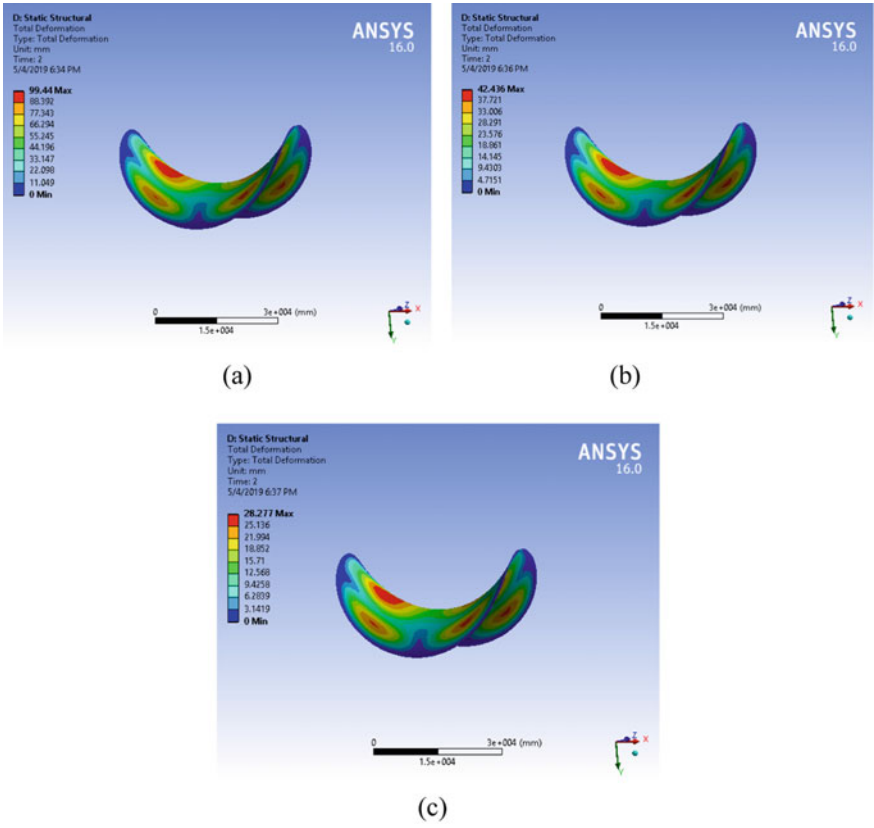 D: Static Structural
Total Deformation
Type: Total Deformation
Unit: mm
Time: 2
5/4/2019 6:34 PM
ANSYS
16.0
99.44 Max
88.392
77.343
66.294
55.245
44.196
33.147
22.098
11.049
0 Min
0
3e+004 (mm)
1.5e+004
Z
X
Y
(a)
D: Static Structural
Total Deformation
Type: Total Deformation
Unit: mm
Time: 2
5/4/2019 6:36 PM
ANSYS
16.0
42.436 Max
37.721
33.006
28.291
23.576
18.861
14.145
9.4303
4.7151
0 Min
0
3e+004 (mm)
1.5e+004
Z
X
Y
(b)
D: Static Structural
Total Deformation
Type: Total Deformation
Unit: mm
Time: 2
5/4/2019 6:37 PM
ANSYS
16.0
28.277 Max
25.136
21.994
18.852
15.71
12.568
9.4258
6.2839
3.1419
0 Min
0
3e+004 (mm)
1.5e+004
Z
X
Y
(c)